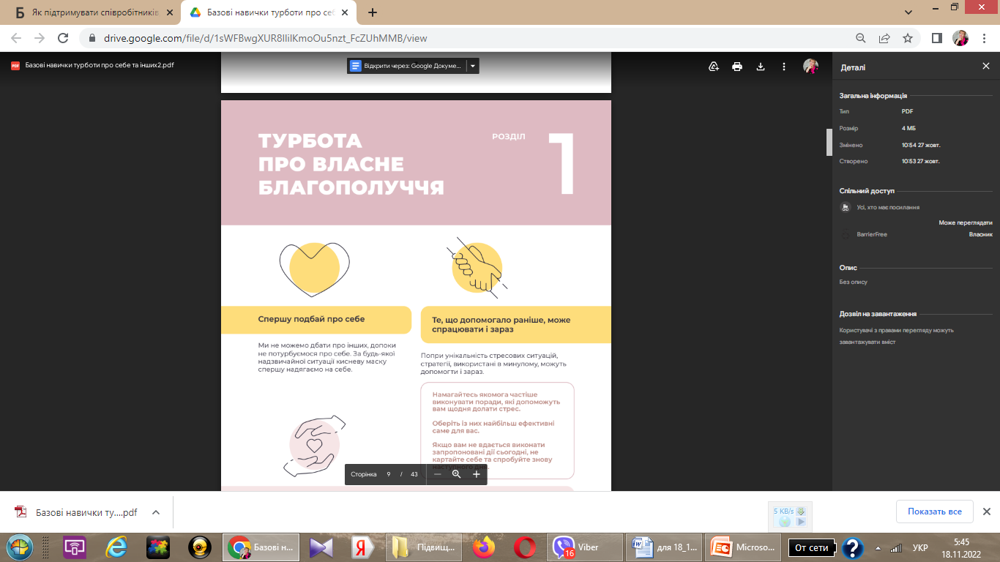 Як підтримувати співробітників
Базові навички турботи про себ
drive.google.com/file/d/1sWFBwgXUR8IIiIKmoOu5nzt_FcZUhMMB/view
PDF
Базові навички турботи про себе та інших2.pdf
Відкрити через: Google Докуме...
ТУРБОТА
ПРО ВЛАСНЕ
БЛАГОПОЛУЧЧЯ
РОЗДІЛ
1
Спершу подбай про себе
Ми не можемо дбати про інших, допоки
не потурбуємося про себе. За будь-якої
надзвичайної ситуації кисневу маску
спершу надягаємо на себе.
Те, що допомогало раніше, може
спрацювати і зараз
Попри унікальність стресових ситуацій,
стратегії, використані в минулому, можуть
допомогти і зараз.
Намагайтесь якомога частіше
виконувати поради, які допоможуть
вам щодня долати стрес.
Оберіть із них найбільш ефективні
саме для вас.
Якщо вам не вдається виконати
запропоновані дії сьогодні, не
картайте себе та спробуйте знову
наступного дня.
Сторінка 9 / 43
Деталі
Загальна інформація
Тип PDF
Розмір 4 МБ
Змінено 10:54 27 жовт.
Створено 10:53 27 жовт.
Спільний доступ
Усі, хто має посилання
Може переглядати
BarrierFree Власник
Опис
Без опису
Дозвіл на завантаження
Користувачі з правами перегляду можуть
завантажувати вміст
Базові навички ту....pdf
5 KB/s
Показать все
Базові н...
Я
Підвищ...
16
Viber
для 18_1...
Microso...
От сети
УКР
5:45
18.11.2022